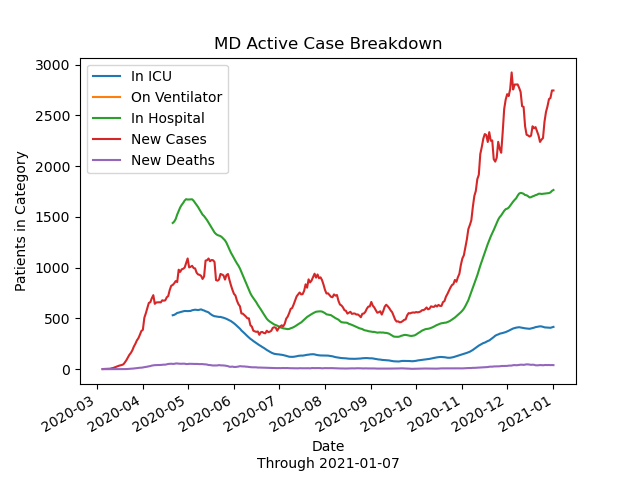 MD Active Case Breakdown
In ICU
On Ventilator
In Hospital
New Cases
New Deaths
Patients in Category
3000
2500
2000
1500
1000
500
0
2020-03
2020-04
2020-05
2020-06
2020-07
2020-08
2020-09
2020-10
2020-11
2020-12
2021-01
Date
Through 2021-01-07